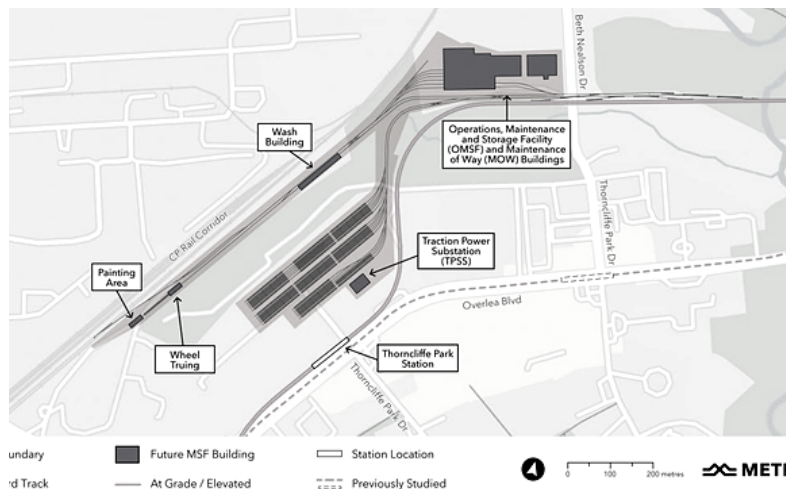 Beth Nealson Dr
Wash
Building
Operations, Maintenance
and Storage Facility
(OMSF) and Maintenance
of Way (MOW) Buildings
CP Rail Corridor
Thorncliffe Park Dr
Traction Power
Substation
(TPSS)
Painting
Area
Overlea Blvd
Wheel
Truing
Thorncliffe Park
Station
Thorncliffe Park Dr
undary
Future MSF Building
Station Location
0 100 200 metres
METR
rd Track
At Grade / Elevated
Previously Studied